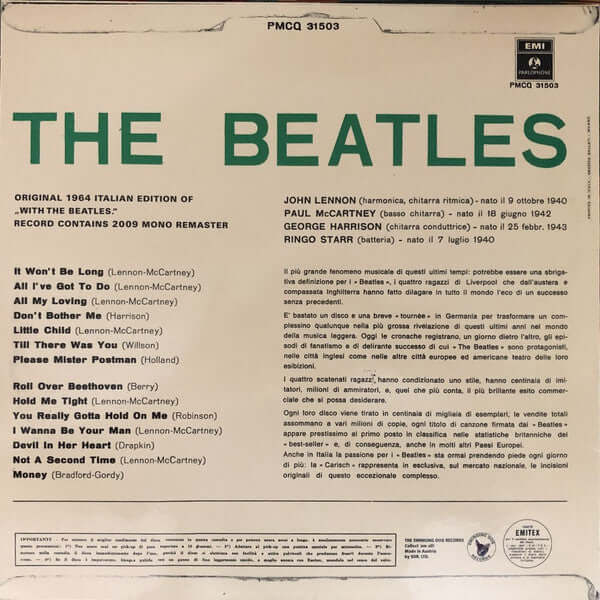 PMCQ 31503
EMI
PARLOPHONE
PMCQ 31503
THE BEATLES
ORIGINAL 1964 ITALIAN EDITION OF
„WITH THE BEATLES.”
RECORD CONTAINS 2009 MONO REMASTER
JOHN LENNON (harmonica, chitarra ritmica) - nato il 9 ottobre 1940
PAUL McCARTNEY (basso chitarra) - nato il 18 giugno 1942
GEORGE HARRISON (chitarra conduttrice) - nato il 25 febbr. 1943
RINGO STARR (batteria) - nato il 7 luglio 1940
It Won't Be Long (Lennon-McCartney)
All I've Got To Do (Lennon-McCartney)
All My Loving (Lennon-McCartney)
Don't Bother Me (Harrison)
Little Child (Lennon-McCartney)
Till There Was You (Willson)
Please Mister Postman (Holland)
Roll Over Beethoven (Berry)
Hold Me Tight (Lennon-McCartney)
You Really Gotta Hold On Me (Robinson)
I Wanna Be Your Man (Lennon-McCartney)
Devil In Her Heart (Drapkin)
Not A Second Time (Lennon-McCartney)
Money (Bradford-Gordy)
Il più grande fenomeno musicale di questi ultimi tempi: potrebbe essere una sbriga-
tiva definizione per i « Beatles », i quattro ragazzi di Liverpool che dall'austera e
compassata Inghilterra hanno fatto dilagare in tutto il mondo l'eco di un successo
senza precedenti.
E' bastato un disco e una breve « tournée » in Germania per trasformare un com-
plessino qualunque nella più grossa rivelazione di questi ultimi anni nel mondo
della musica leggera. Oggi le cronache registrano, un giorno dietro l'altro, gli epi-
sodi di fanatismo e di delirante successo di cui « The Beatles » sono protagonisti,
nelle città inglesi come nelle altre città europee ed americane teatro delle loro
esibizioni.
I quattro scatenati ragazzi, hanno condizionato uno stile, hanno centinaia di imi-
tatori, milioni di ammiratori, e, quel che più conta, il più brillante esito commer-
ciale che si possa desiderare.
Ogni loro disco viene tirato in centinaia di migliaia di esemplari, le vendite totali
assommano a vari milioni di copie, ogni titolo di canzone firmata dai « Beatles »
appare prestissimo al primo posto in classifica nelle statistiche britanniche dei
« best-seller » e, di conseguenza, anche in molti altri Paesi Europei.
Anche in Italia la passione per i « Beatles » sta ormai prendendo piede ogni giorno
di più: la « Carisch » rappresenta in esclusiva, sul mercato nazionale, le incisioni
originali di questo eccezionale complesso.
IMPORTANTE
THE EMERGING DUB RECORDS
Collect 'em all!
Made in Austria
EMITEX